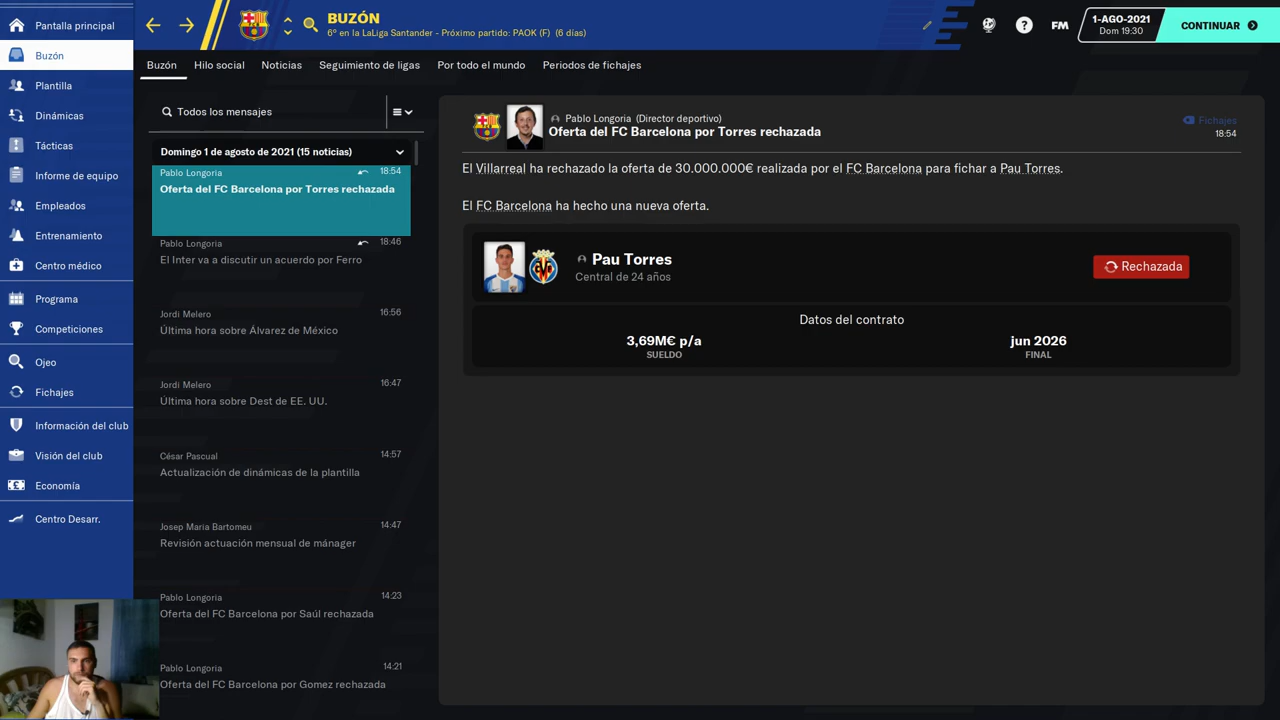 Pantalla principal
Buzón
Plantilla
Dinámicas
Tácticas
Informe de equipo
Empleados
Entrenamiento
Centro médico
Programa
Competiciones
Ojeo
Fichajes
Información del club
Visión del club
Economía
Centro Desarr.
BUZÓN
6º en la LaLiga Santander - Próximo partido: PAOK (F) (6 días)
FM
1-AGO-2021
Dom 19:30
CONTINUAR
Buzón
Hilo social
Noticias
Seguimiento de ligas
Por todo el mundo
Periodos de fichajes
Todos los mensajes
Domingo 1 de agosto de 2021 (15 noticias)
Pablo Longoria 18:54
Oferta del FC Barcelona por Torres rechazada
Pablo Longoria 18:46
El Inter va a discutir un acuerdo por Ferro
Jordi Melero 16:56
Última hora sobre Álvarez de México
Jordi Melero 16:47
Última hora sobre Dest de EE. UU.
César Pascual 14:57
Actualización de dinámicas de la plantilla
Josep Maria Bartomeu 14:47
Revisión actuación mensual de mánager
Pablo Longoria 14:23
Oferta del FC Barcelona por Saúl rechazada
Pablo Longoria 14:21
Oferta del FC Barcelona por Gomez rechazada
Pablo Longoria (Director deportivo)
Oferta del FC Barcelona por Torres rechazada
Fichajes
18:54
El Villarreal ha rechazado la oferta de 30.000.000€ realizada por el FC Barcelona para fichar a Pau Torres.
El FC Barcelona ha hecho una nueva oferta.
Pau Torres
Central de 24 años
Rechazada
Datos del contrato
3,69M€ p/a
SUELDO
jun 2026
FINAL